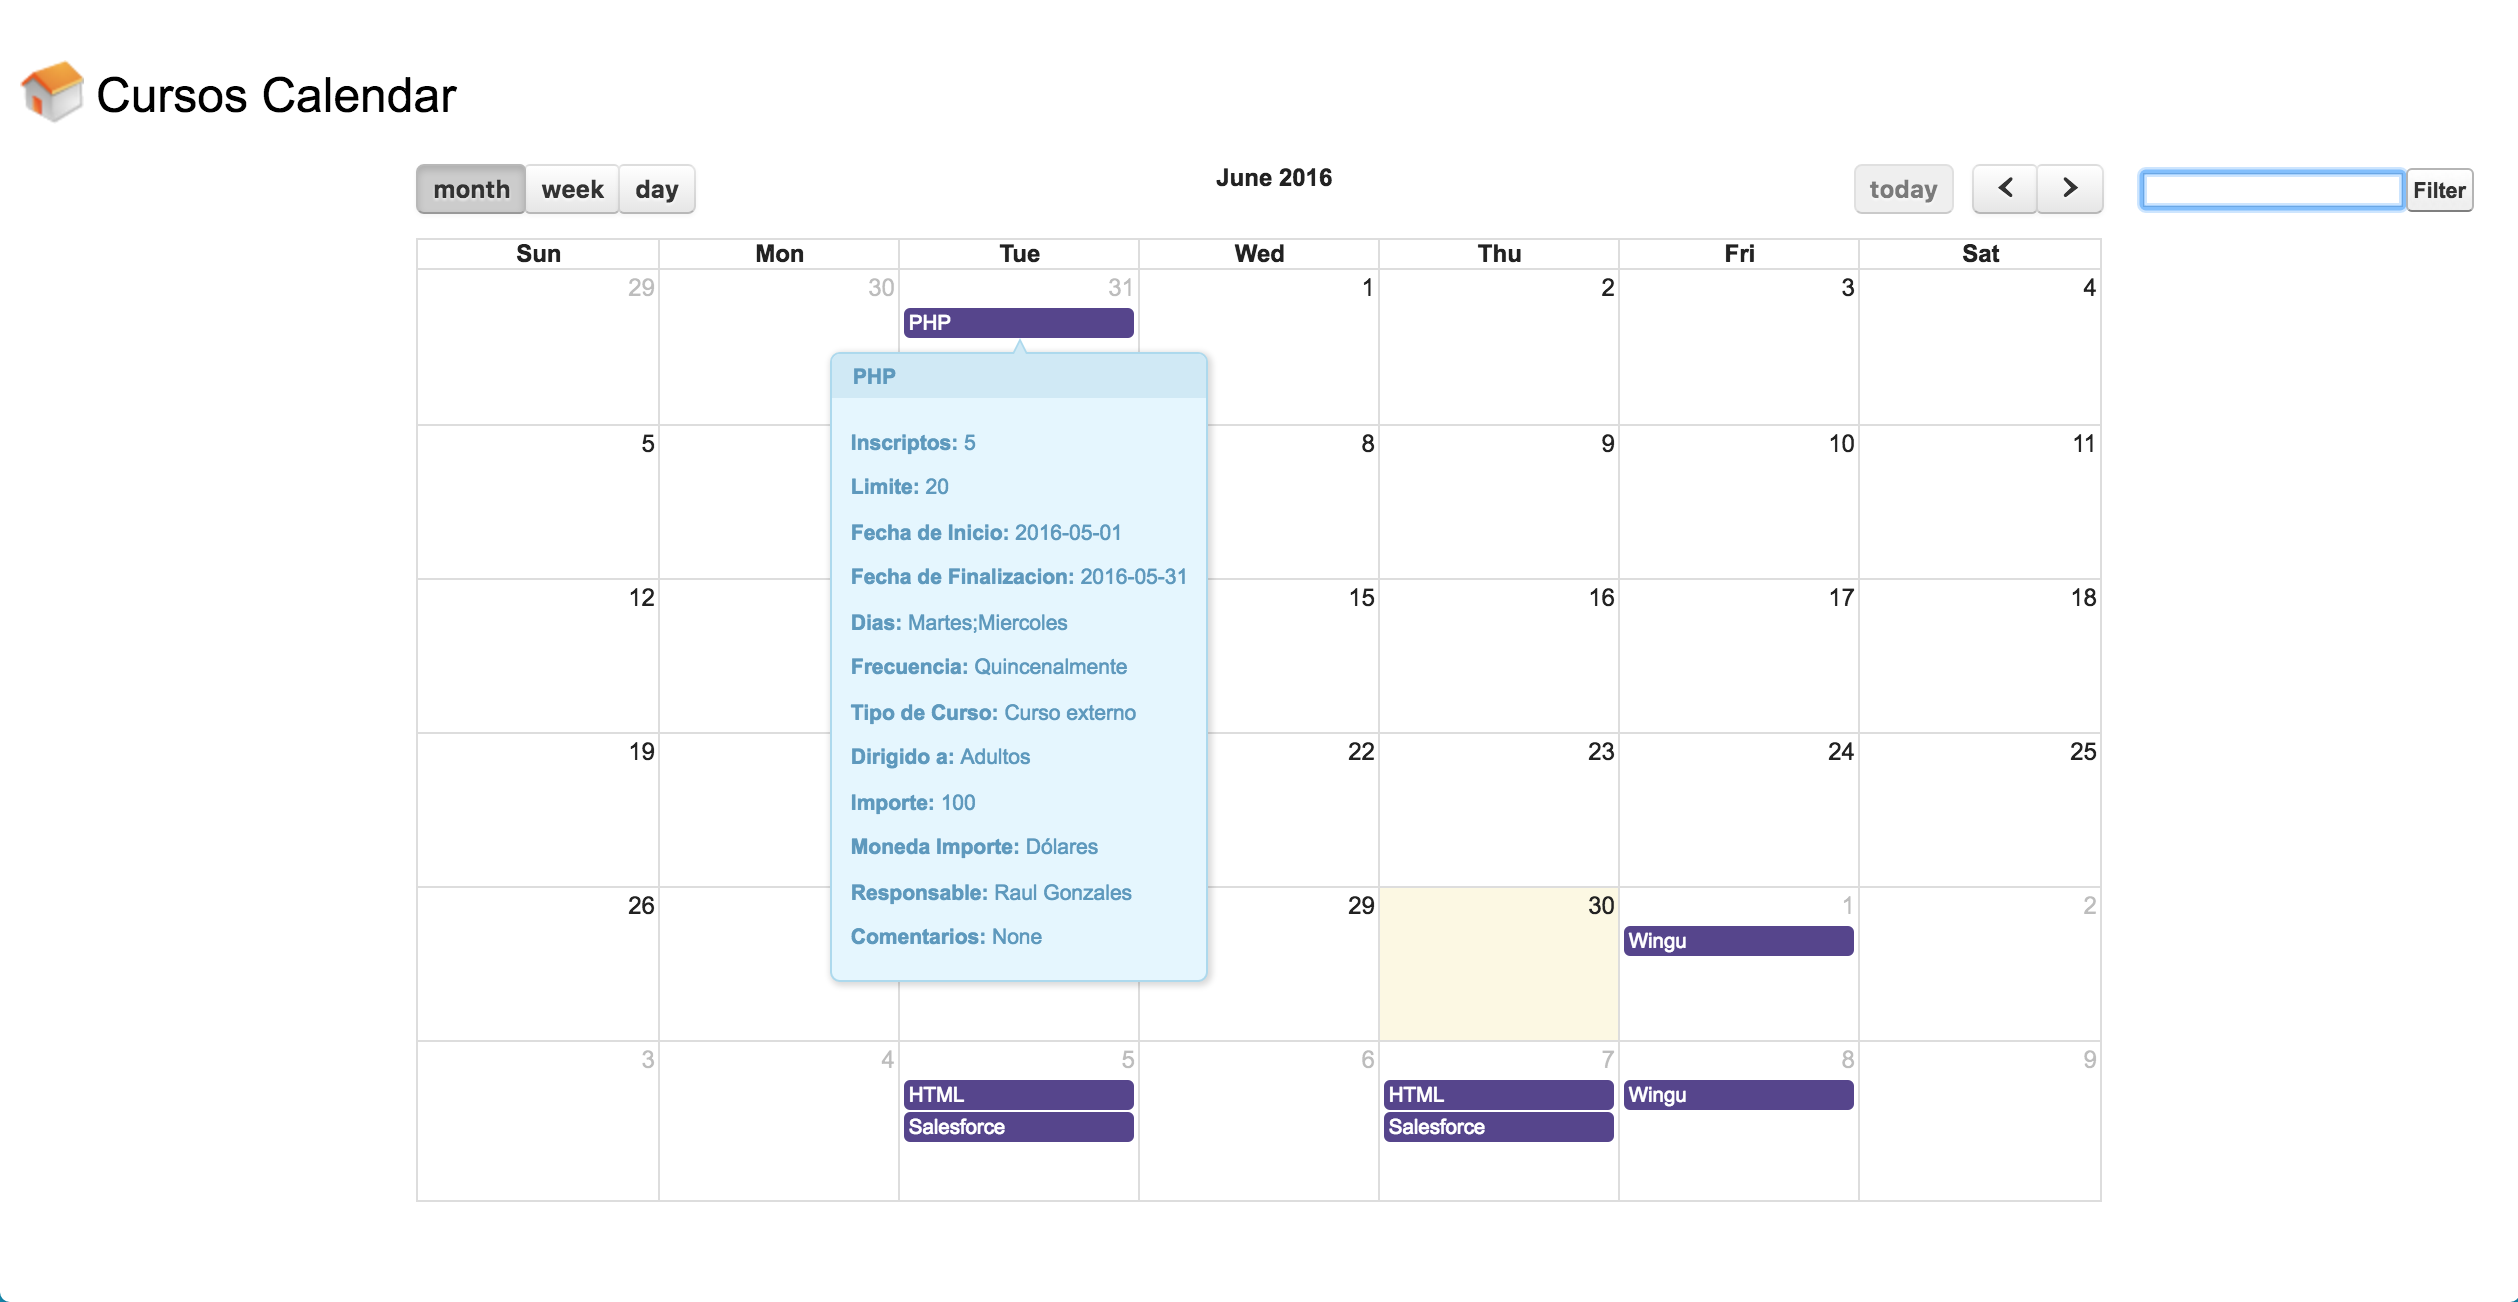 Cursos Calendar
month week day
June 2016
today
Filter
Sun Mon Tue Wed Thu Fri Sat
29 30 31 1 2 3 4
PHP
PHP
Inscriptos: 5
Limite: 20
Fecha de Inicio: 2016-05-01
Fecha de Finalizacion: 2016-05-31
Dias: Martes;Miercoles
Frecuencia: Quincenalmente
Tipo de Curso: Curso externo
Dirigido a: Adultos
Importe: 100
Moneda Importe: Dólares
Responsable: Raul Gonzales
Comentarios: None
5 8 9 10 11
12 15 16 17 18
19 22 23 24 25
26 29 30 1 2
Wingu
3 4 5 6 7 8 9
HTML HTML Wingu
Salesforce Salesforce